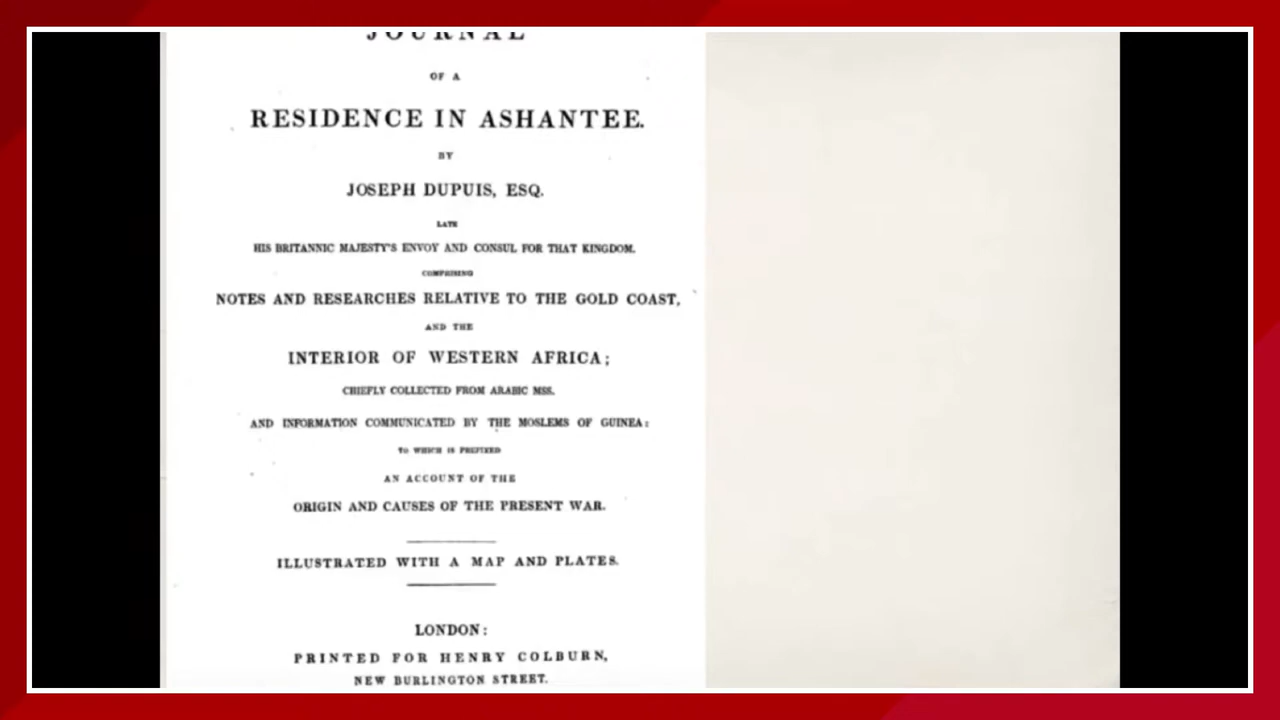 JOURNAL
OF A
RESIDENCE IN ASHANTEE.
BY
JOSEPH DUPUIS, ESQ.
LATE
HIS BRITANNIC MAJESTY'S ENVOY AND CONSUL FOR THAT KINGDOM.
COMPRISING
NOTES AND RESEARCHES RELATIVE TO THE GOLD COAST,
AND THE
INTERIOR OF WESTERN AFRICA;
CHIEFLY COLLECTED FROM ARABIC MSS.
AND INFORMATION COMMUNICATED BY THE MOSLEMS OF GUINEA:
TO WHICH IS PREFIXED
AN ACCOUNT OF THE
ORIGIN AND CAUSES OF THE PRESENT WAR.
ILLUSTRATED WITH A MAP AND PLATES.
LONDON:
PRINTED FOR HENRY COLBURN,
NEW BURLINGTON STREET.